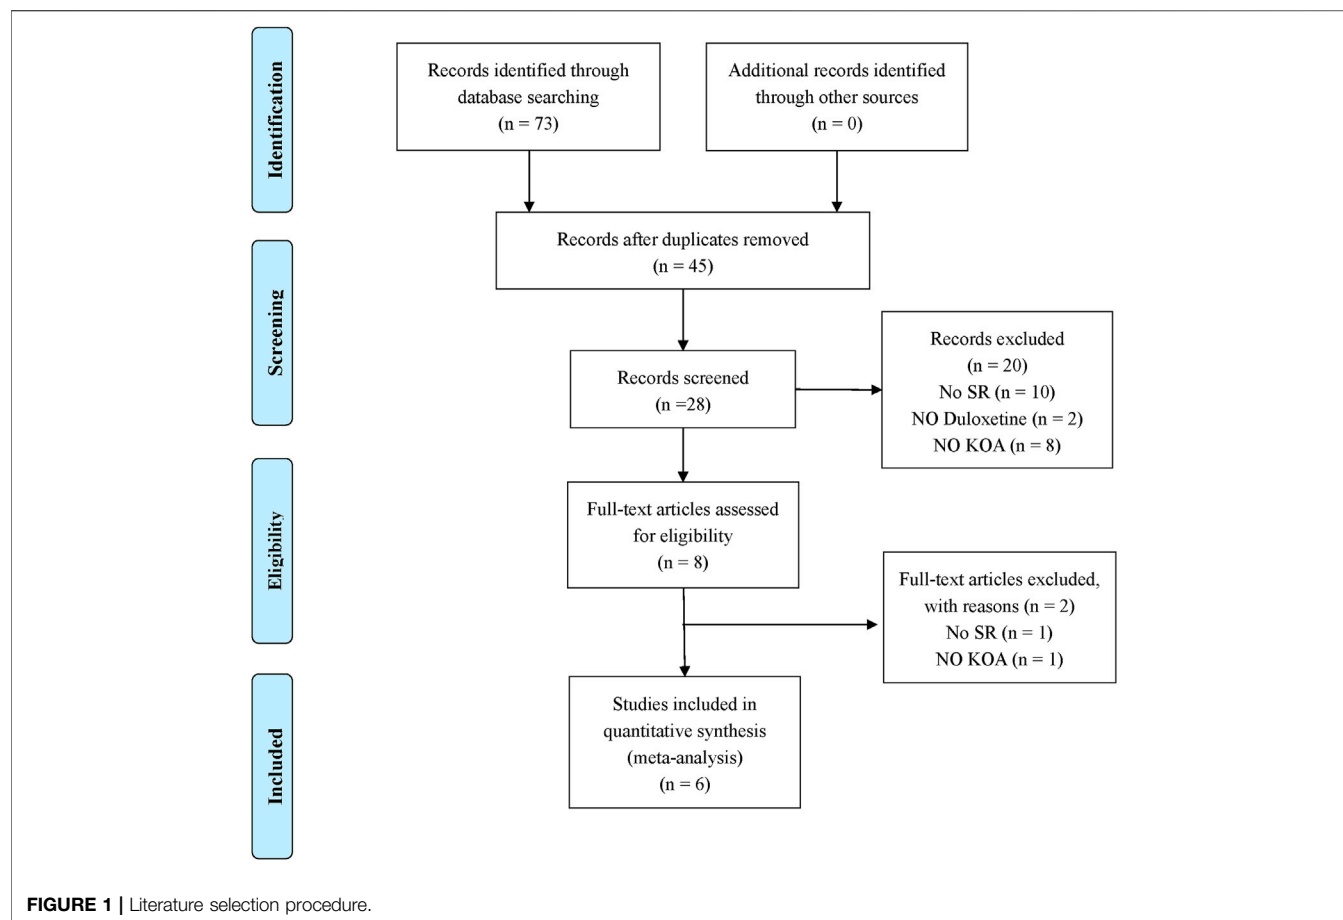 Identification
Records identified through
database searching
(n = 73)
Additional records identified
through other sources
(n = 0)
Records after duplicates removed
(n = 45)
Screening
Records screened
(n =28)
Records excluded
(n = 20)
No SR (n = 10)
NO Duloxetine (n = 2)
NO KOA (n = 8)
Eligibility
Full-text articles assessed
for eligibility
(n = 8)
Full-text articles excluded,
with reasons (n = 2)
No SR (n = 1)
NO KOA (n = 1)
Included
Studies included in
quantitative synthesis
(meta-analysis)
(n = 6)
FIGURE 1 | Literature selection procedure.